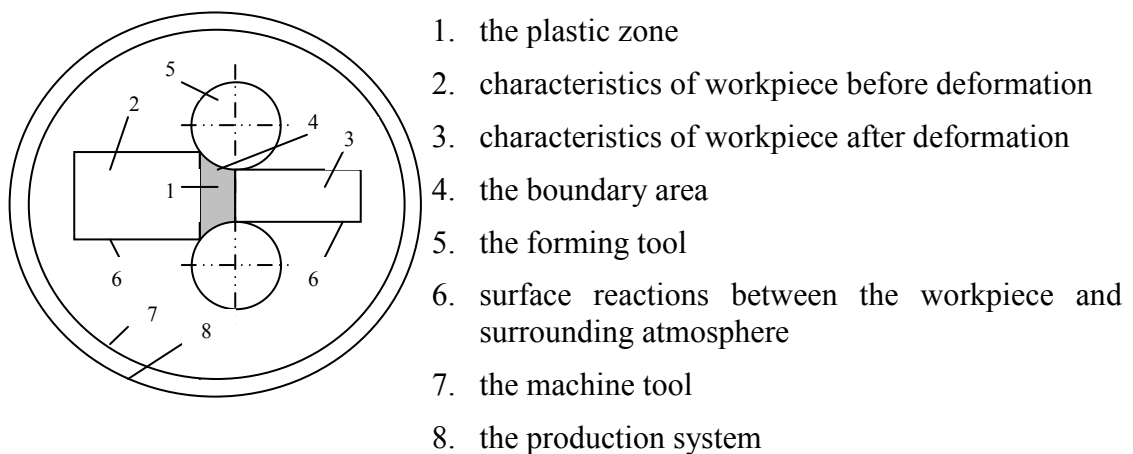 5
2
4
3
1
6
6
7
8
1. the plastic zone
2. characteristics of workpiece before deformation
3. characteristics of workpiece after deformation
4. the boundary area
5. the forming tool
6. surface reactions between the workpiece and
surrounding atmosphere
7. the machine tool
8. the production system